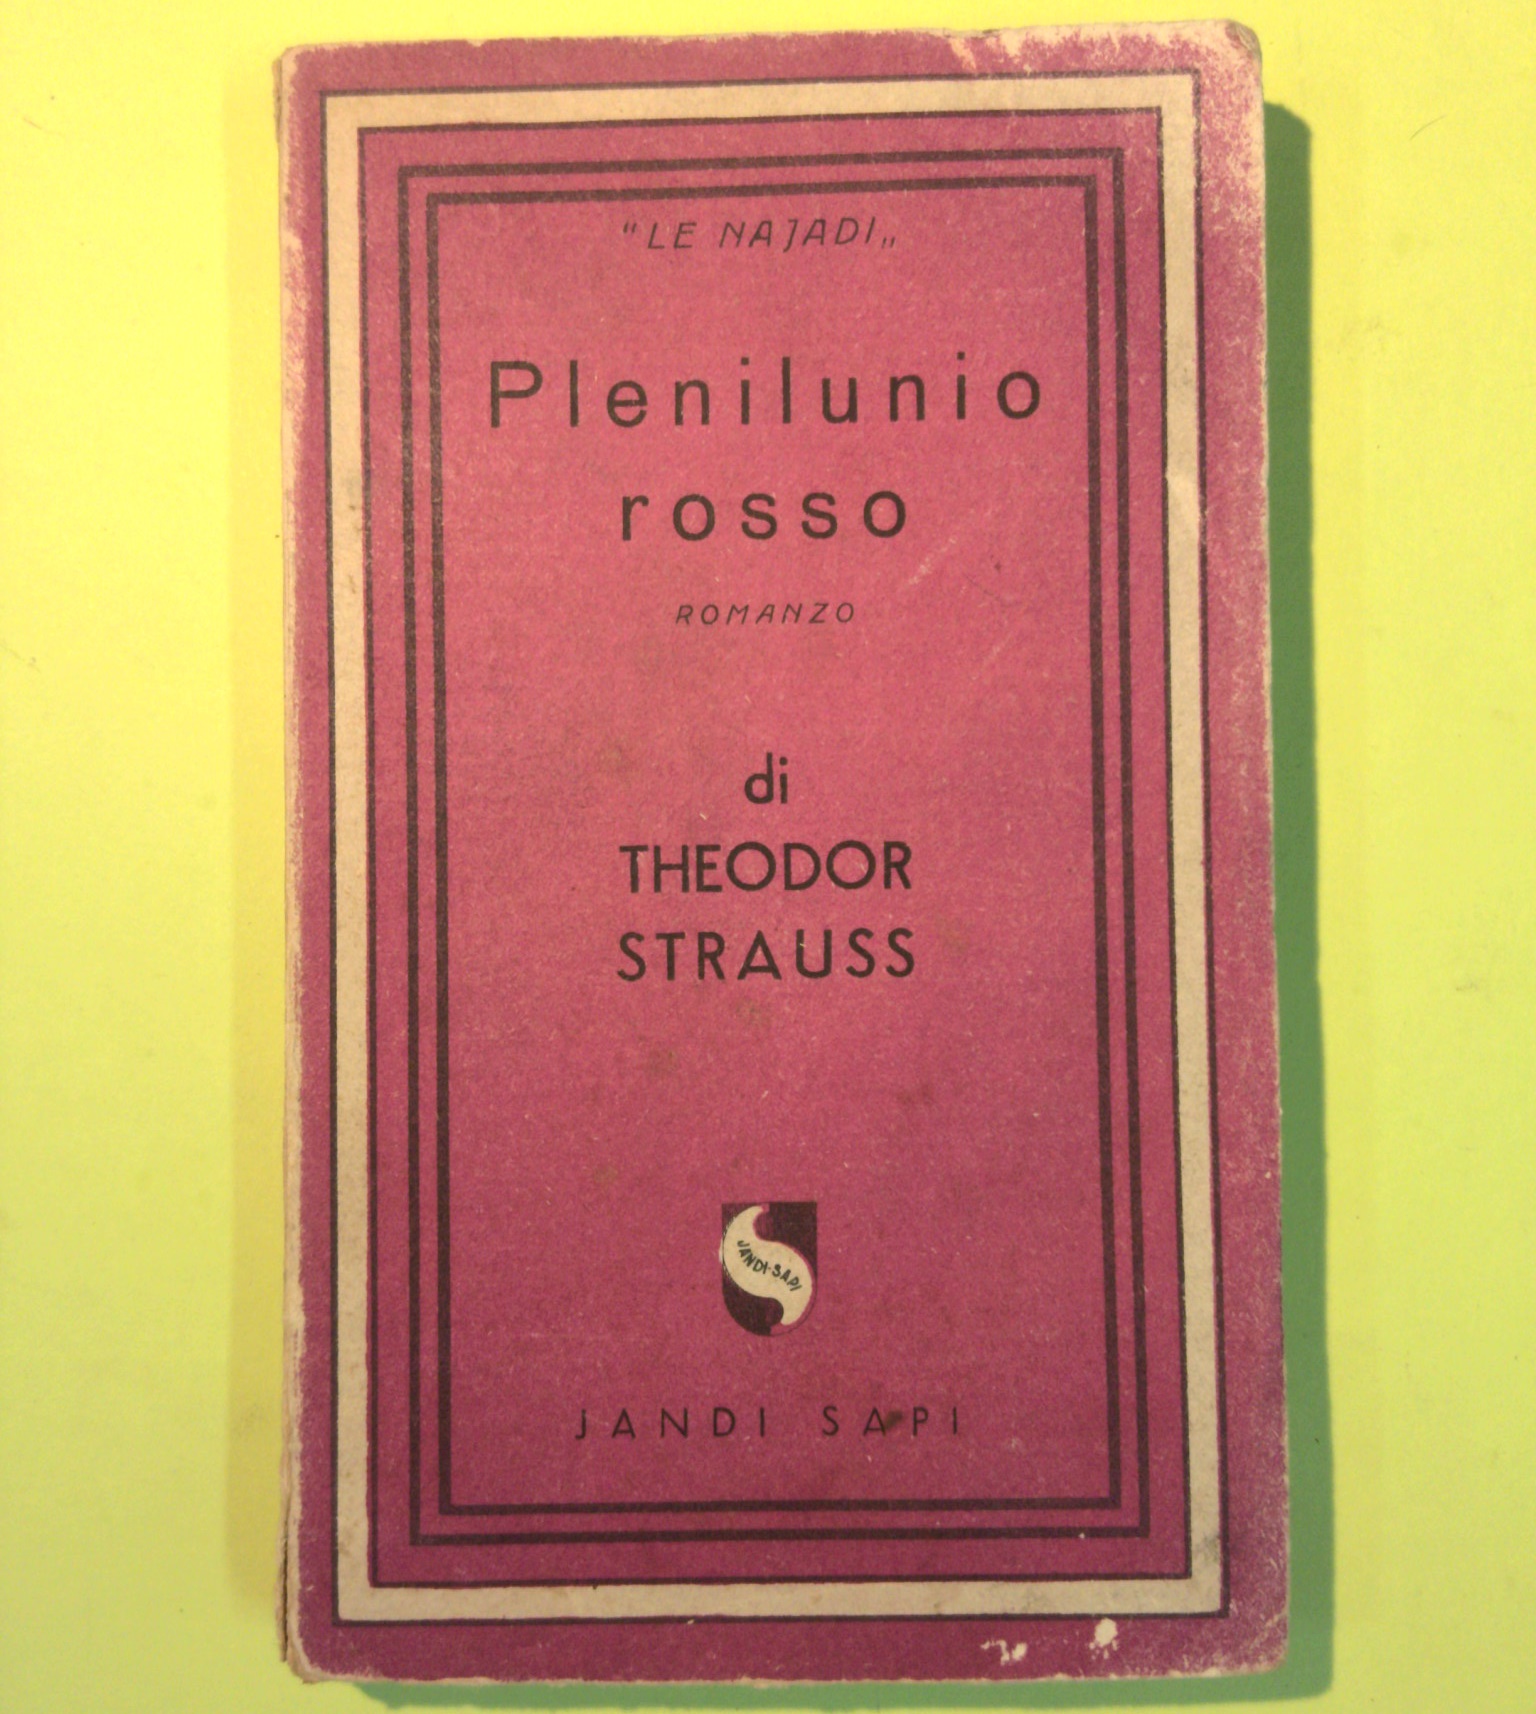 "LE NAJADI„
Plenilunio
rosso
ROMANZO
di
THEODOR
STRAUSS
JANDI-SAPI
JANDI SAPI